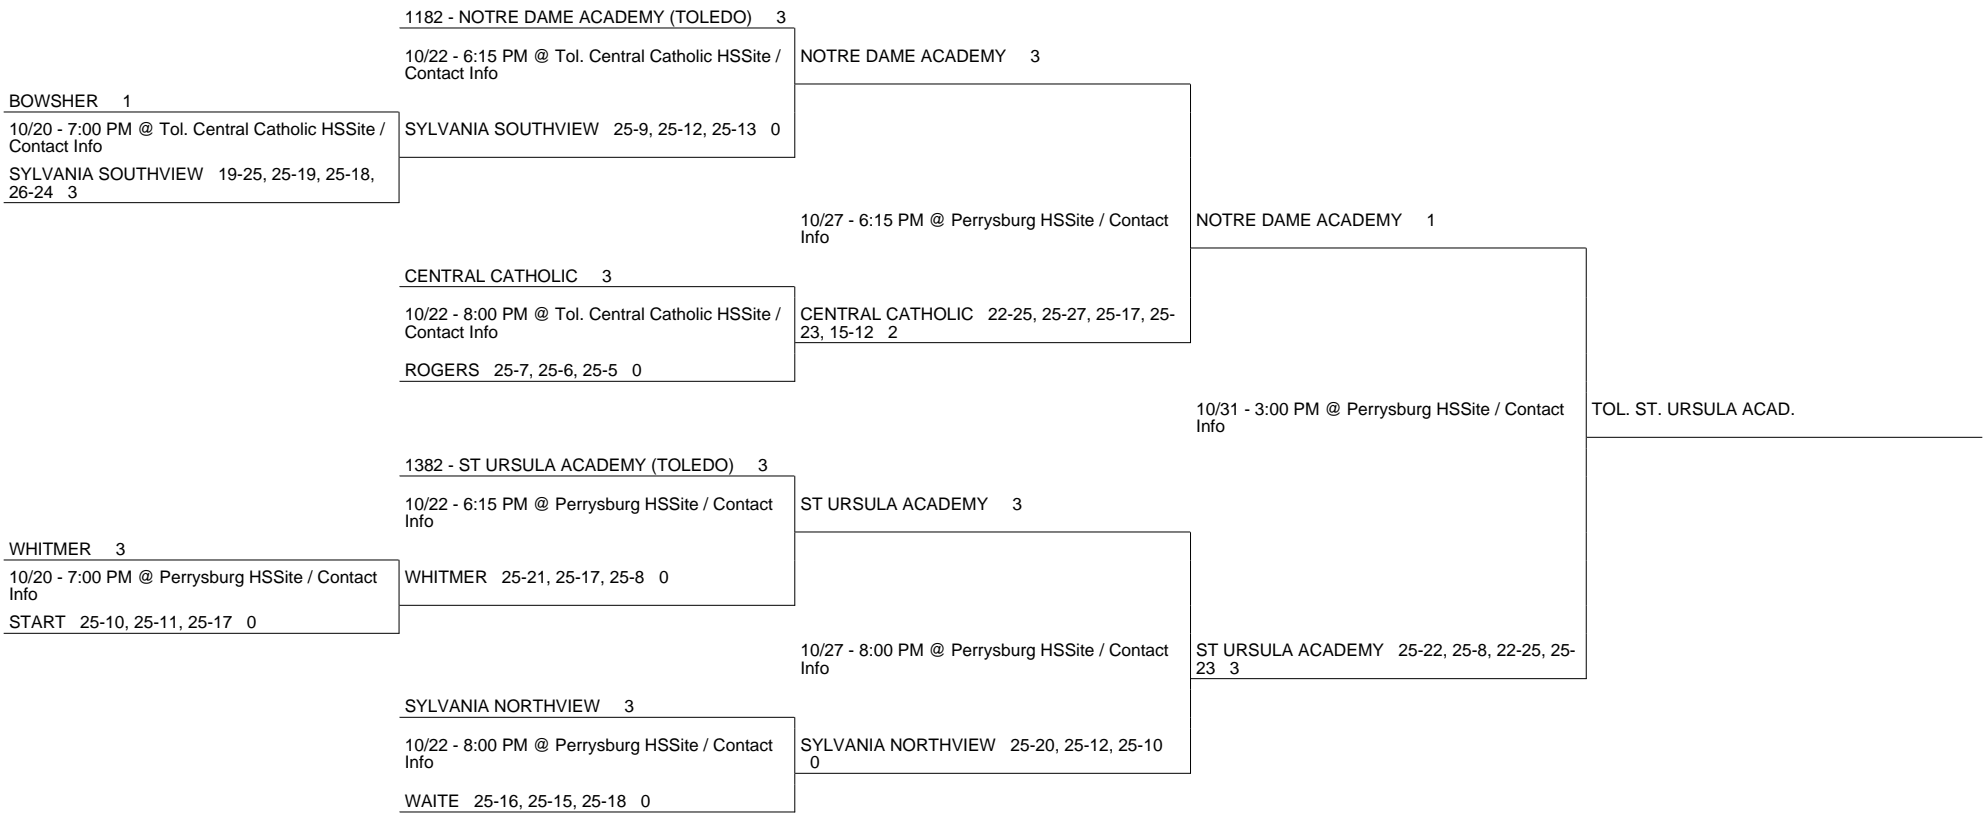 1182 - NOTRE DAME ACADEMY (TOLEDO) 3
10/22 - 6:15 PM @ Tol. Central Catholic HSSite /
Contact Info
NOTRE DAME ACADEMY 3
BOWSHER 1
10/20 - 7:00 PM @ Tol. Central Catholic HSSite /
Contact Info
SYLVANIA SOUTHVIEW 25-9, 25-12, 25-13 0
SYLVANIA SOUTHVIEW 19-25, 25-19, 25-18,
26-24 3
10/27 - 6:15 PM @ Perrysburg HSSite / Contact
Info
NOTRE DAME ACADEMY 1
CENTRAL CATHOLIC 3
10/22 - 8:00 PM @ Tol. Central Catholic HSSite /
Contact Info
CENTRAL CATHOLIC 22-25, 25-27, 25-17, 25-
23, 15-12 2
ROGERS 25-7, 25-6, 25-5 0
10/31 - 3:00 PM @ Perrysburg HSSite / Contact
Info
TOL. ST. URSULA ACAD.
1382 - ST URSULA ACADEMY (TOLEDO) 3
10/22 - 6:15 PM @ Perrysburg HSSite / Contact
Info
ST URSULA ACADEMY 3
WHITMER 3
10/20 - 7:00 PM @ Perrysburg HSSite / Contact
Info
WHITMER 25-21, 25-17, 25-8 0
START 25-10, 25-11, 25-17 0
10/27 - 8:00 PM @ Perrysburg HSSite / Contact
Info
ST URSULA ACADEMY 25-22, 25-8, 22-25, 25-
23 3
SYLVANIA NORTHVIEW 3
10/22 - 8:00 PM @ Perrysburg HSSite / Contact
Info
SYLVANIA NORTHVIEW 25-20, 25-12, 25-10
0
WAITE 25-16, 25-15, 25-18 0